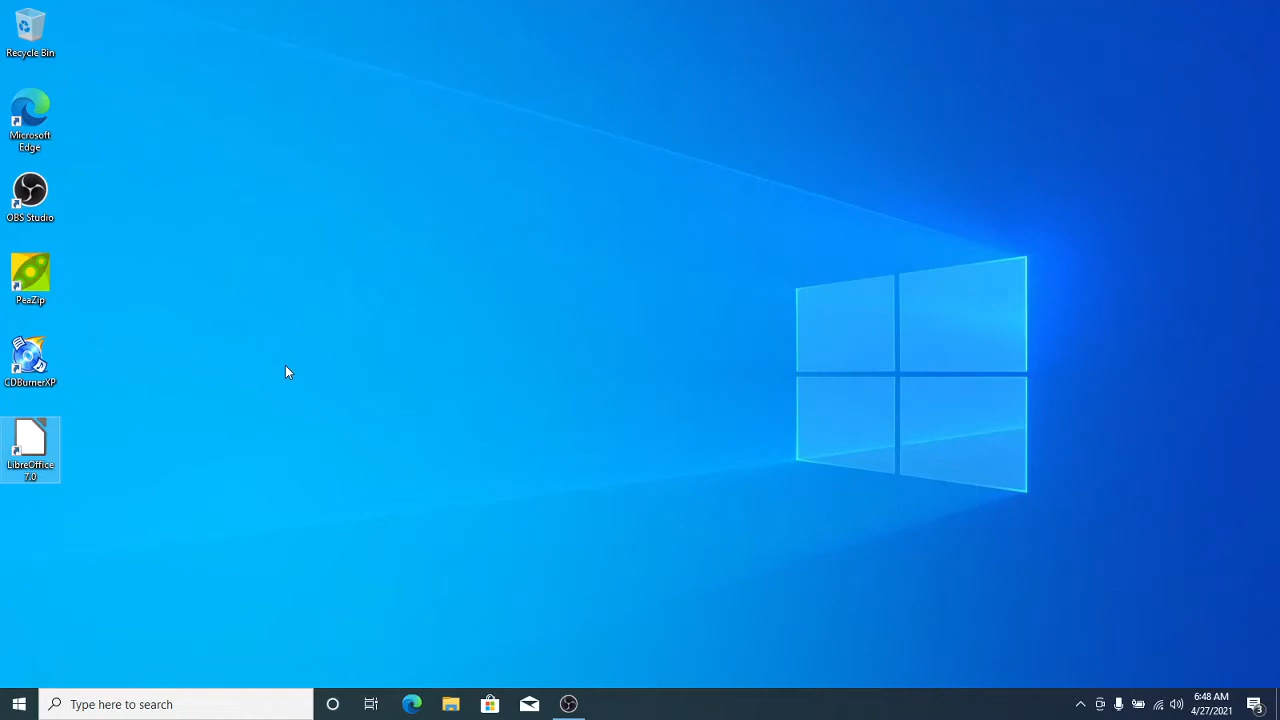 Recycle Bin
Microsoft
Edge
OBS Studio
PeaZip
CDBurnerXP
LibreOffice
7.0
Type here to search
6:48 AM
4/27/2021
3